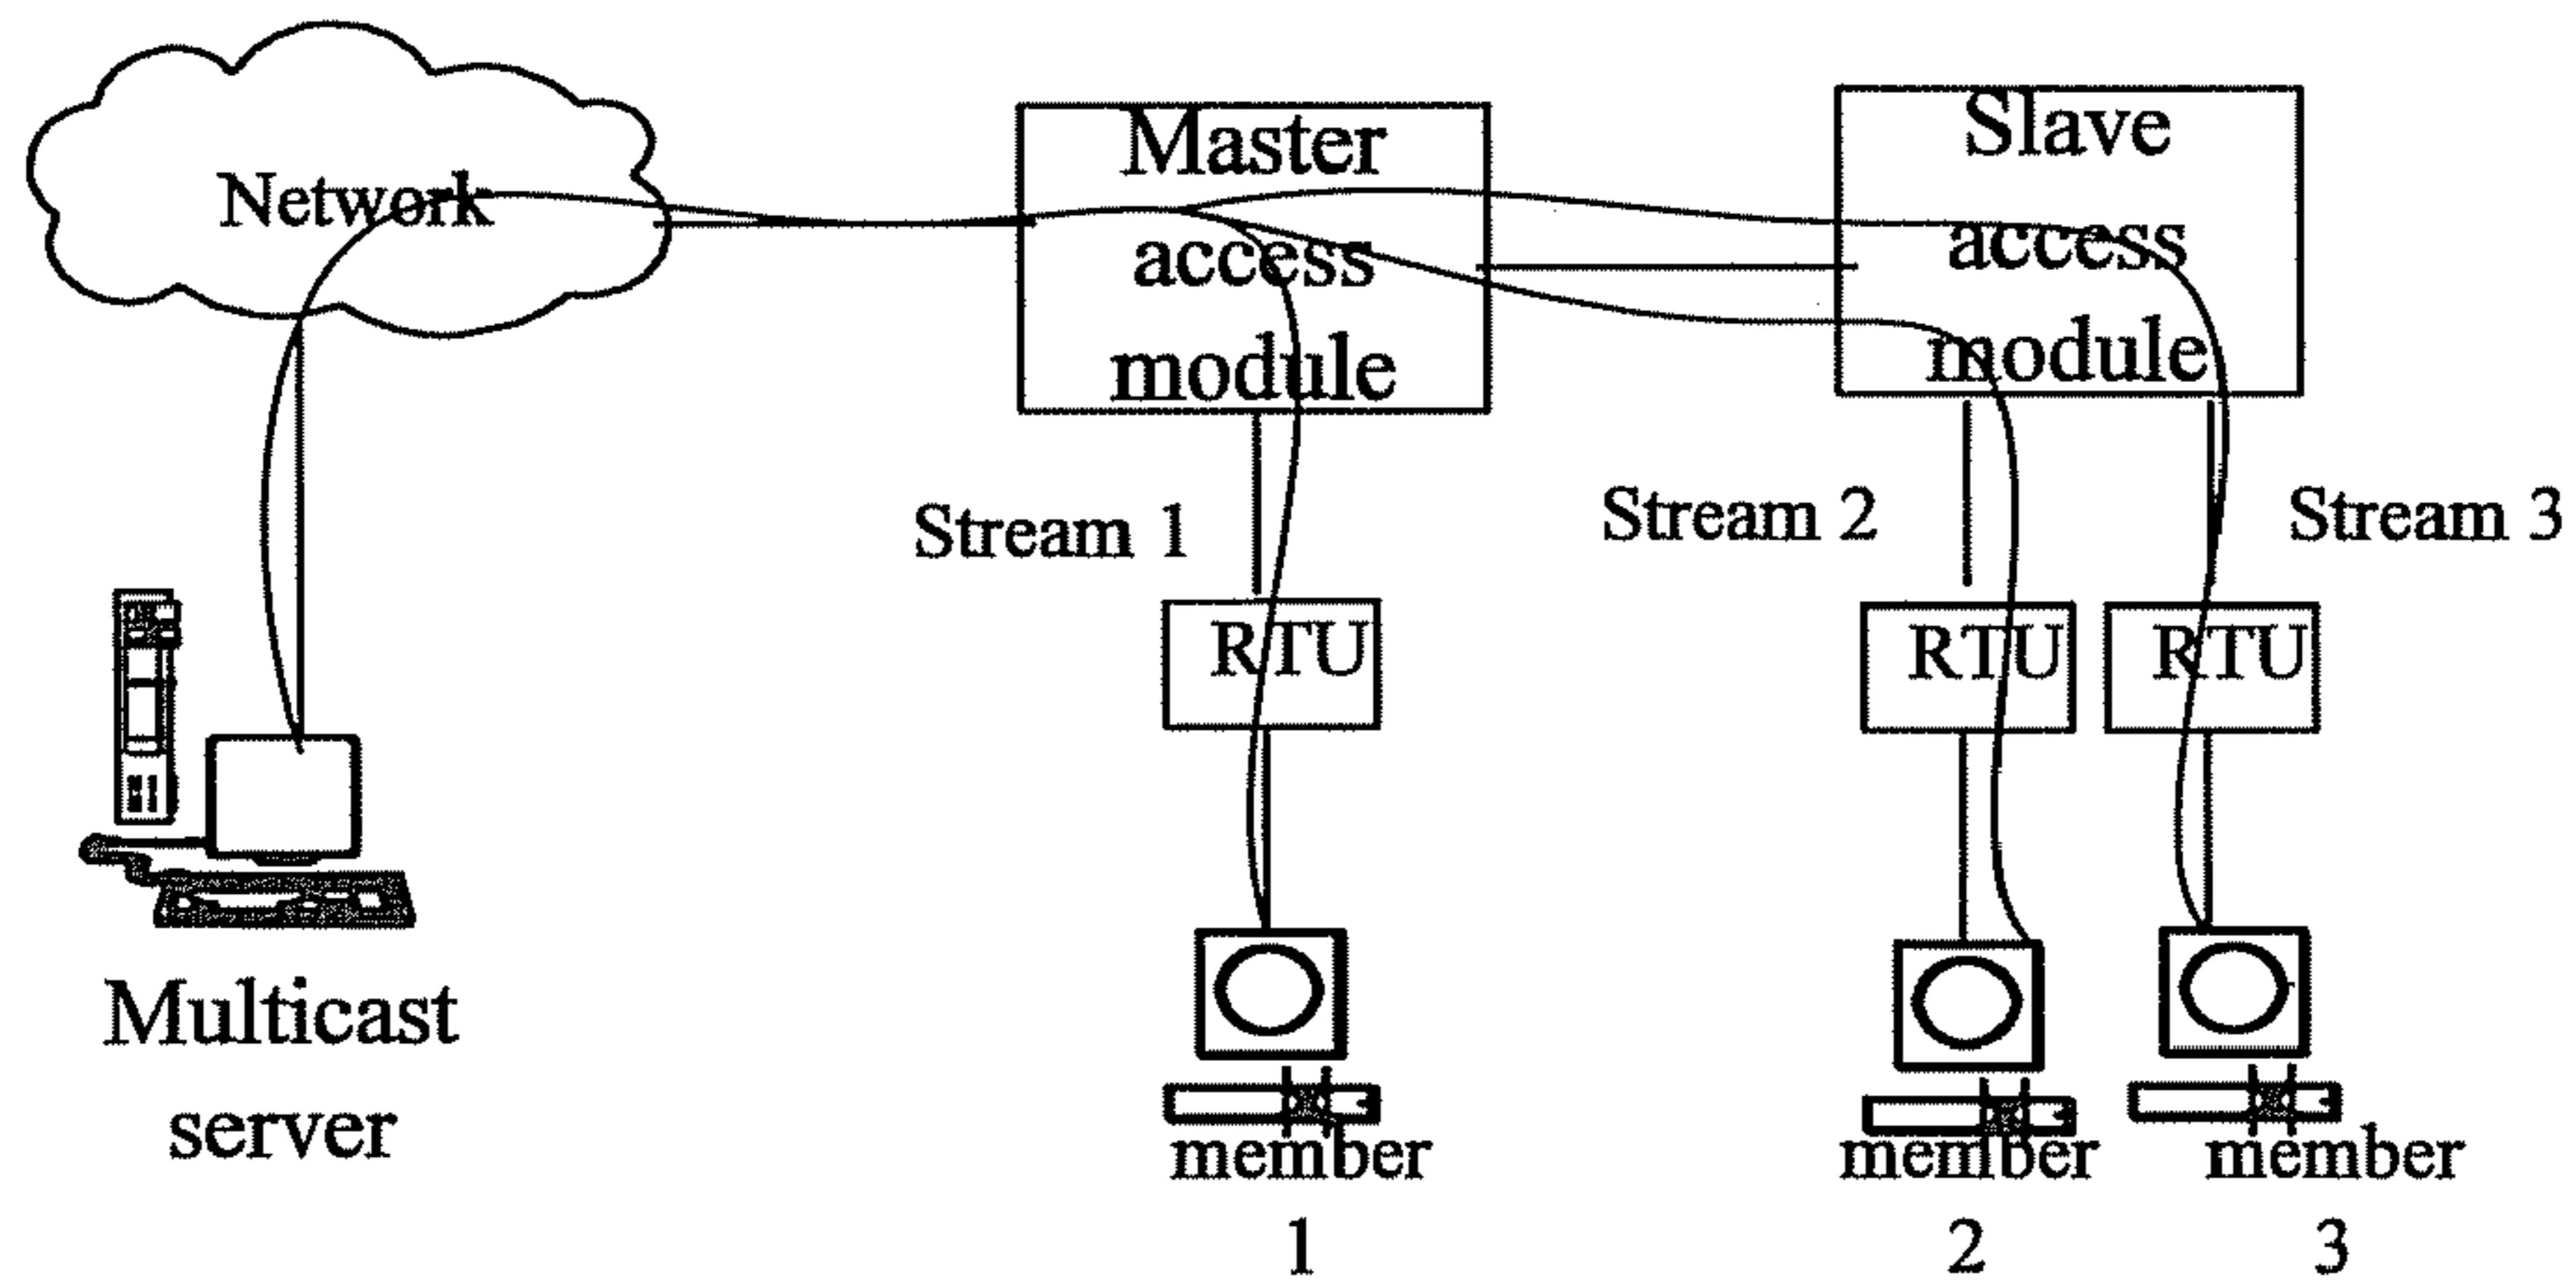 Network
Master
access
module
Slave
access
module
Stream 1
Stream 2
Stream 3
RTU
RTU
RTU
Multicast
server
member
1
member
2
member
3